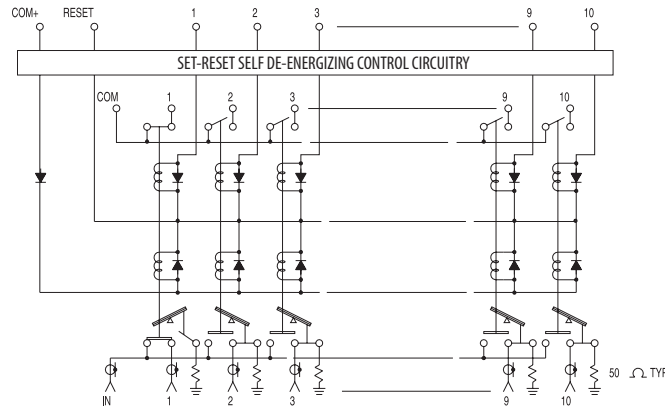 COM+ RESET 1 2 3 9 10
SET-RESET SELF DE-ENERGIZING CONTROL CIRCUITRY
COM 1 2 3 9 10
50 Ω TYP
IN 1 2 3 9 10